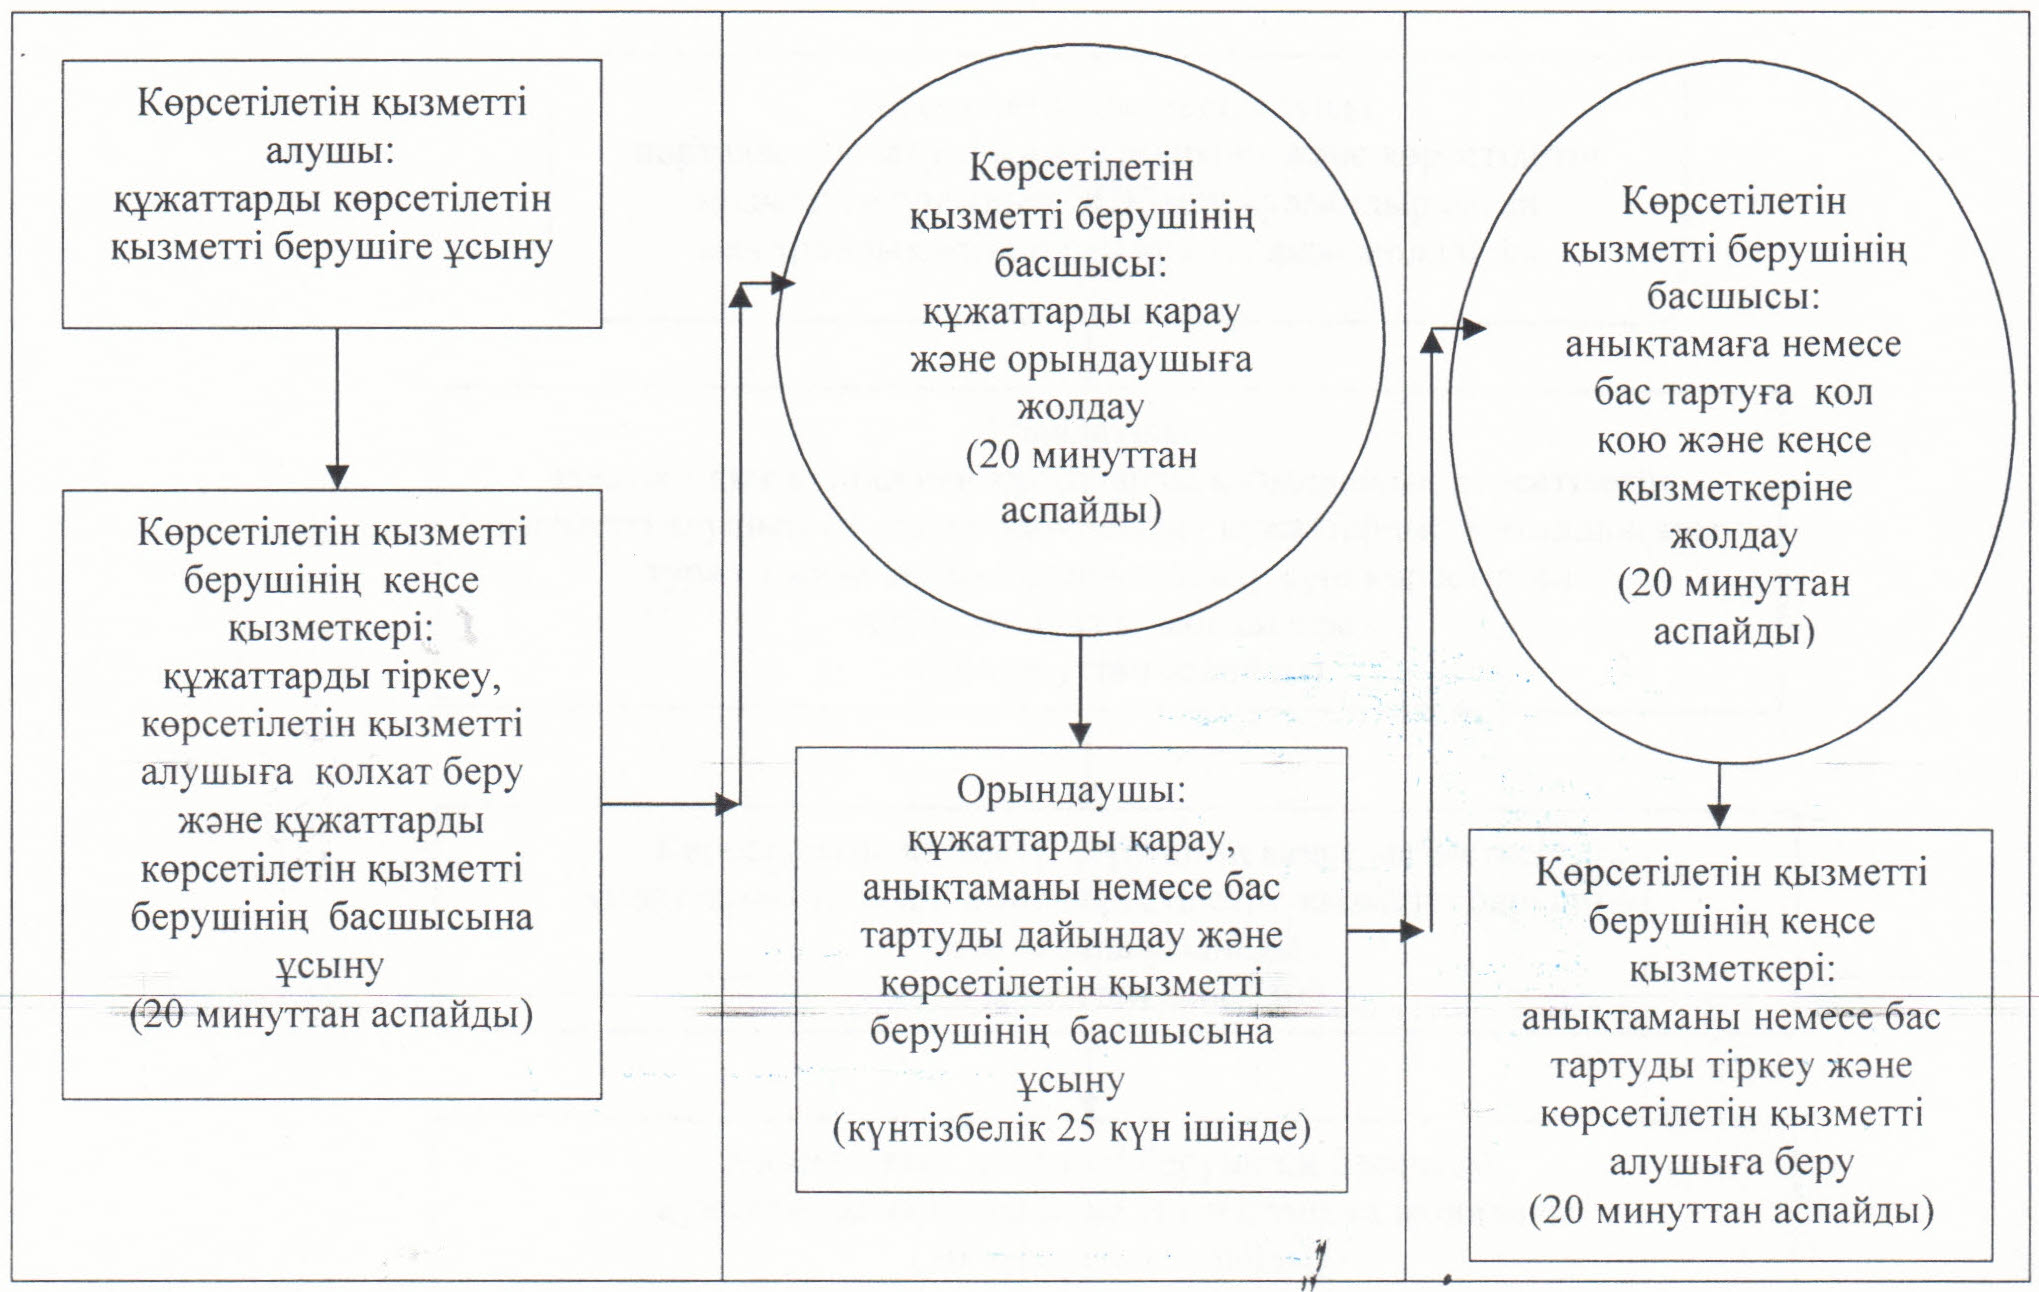 Көрсетілетін қызметті
алушы:
құжаттарды көрсетілетін
қызметті берушіге ұсыну
Көрсетілетін қызметті
берушінің кеңсе
қызметкері:
құжаттарды тіркеу,
көрсетілетін қызметті
алушыға қолхат беру
және құжаттарды
көрсетілетін қызметті
берушінің басшысына
ұсыну
(20 минуттан аспайды)
Көрсетілетін
қызметті берушінің
басшысы:
құжаттарды қарау
және орындаушыға
жолдау
(20 минуттан
аспайды)
Орындаушы:
құжаттарды қарау,
анықтаманы немесе бас
тартуды дайындау және
көрсетілетін қызметті
берушінің басшысына
ұсыну
(күнтізбелік 25 күн ішінде)
Көрсетілетін
қызметті берушінің
басшысы:
анықтамаға немесе
бас тартуға қол
қою және кеңсе
қызметкеріне
жолдау
(20 минуттан
аспайды)
Көрсетілетін қызметті
берушінің кеңсе
қызметкері:
анықтаманы немесе бас
тартуды тіркеу және
көрсетілетін қызметті
алушыға беру
(20 минуттан аспайды)